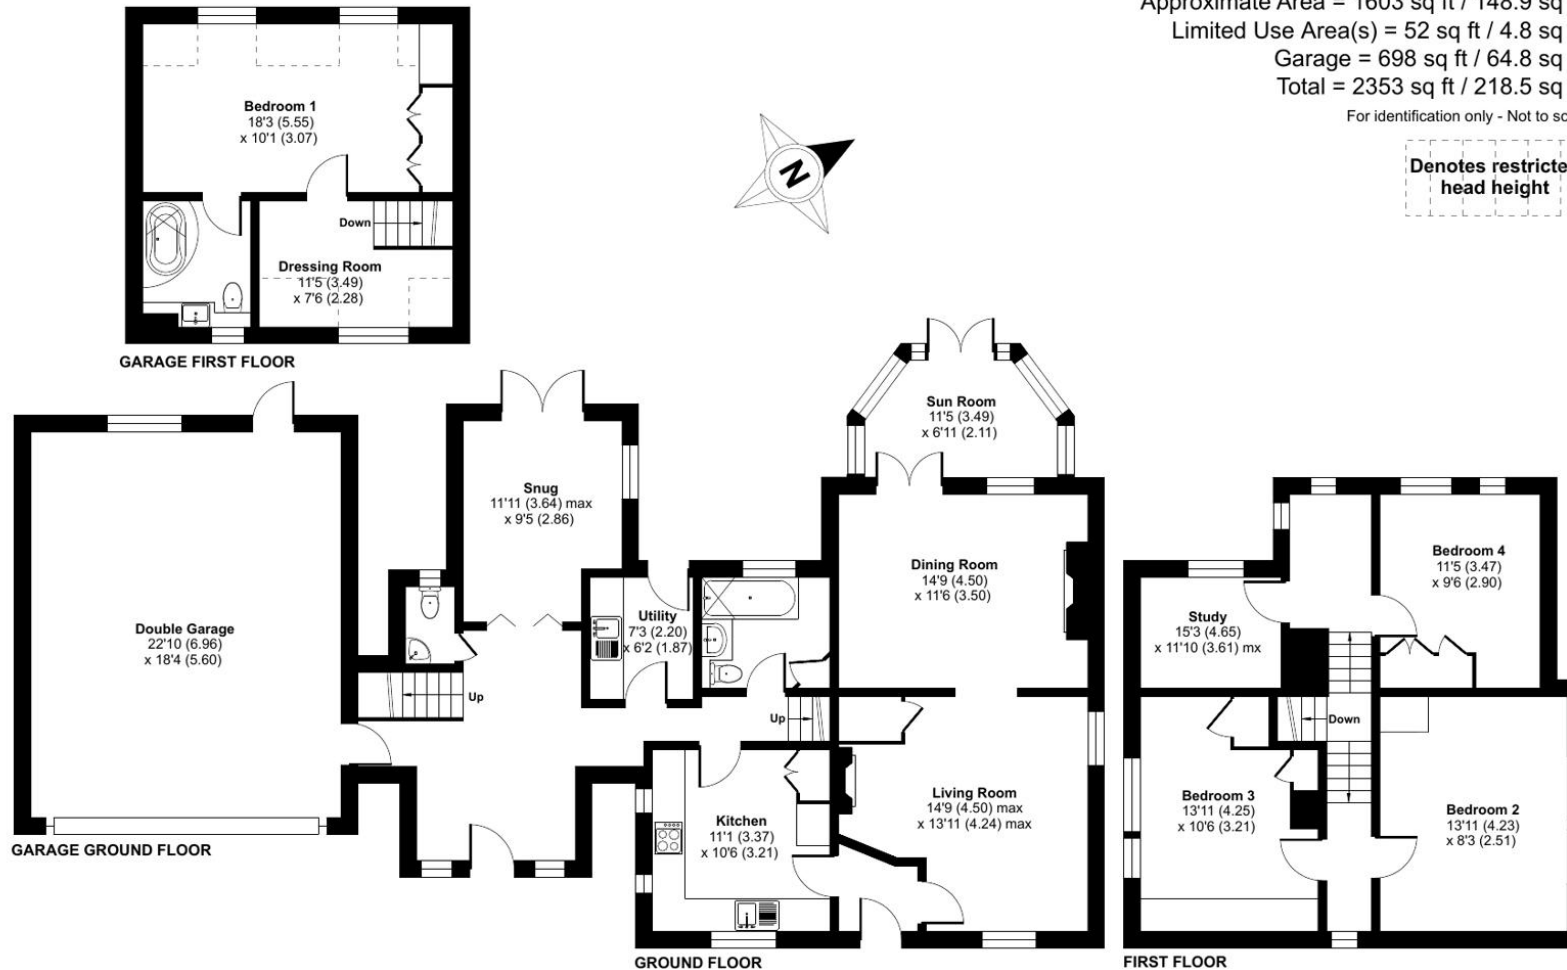 Approximate Area = 1603 sq ft / 148.9 sq
Limited Use Area(s) = 52 sq ft / 4.8 sq
Garage = 698 sq ft / 64.8 sq
Total = 2353 sq ft / 218.5 sq
For identification only - Not to sc
Denotes restricte
head height
N
Bedroom 1
18'3 (5.55)
x 10'1 (3.07)
Down
Dressing Room
11'5 (3.49)
x 7'6 (2.28)
GARAGE FIRST FLOOR
Sun Room
11'5 (3.49)
x 6'11 (2.11)
Snug
11'11 (3.64) max
x 9'5 (2.86)
Double Garage
22'10 (6.96)
x 18'4 (5.60)
Up
Utility
7'3 (2.20)
x 6'2 (1.87)
Up
Dining Room
14'9 (4.50)
x 11'6 (3.50)
Kitchen
11'1 (3.37)
x 10'6 (3.21)
Living Room
14'9 (4.50) max
x 13'11 (4.24) max
GARAGE GROUND FLOOR
GROUND FLOOR
Bedroom 4
11'5 (3.47)
x 9'6 (2.90)
Study
15'3 (4.65)
x 11'10 (3.61) mx
Down
Bedroom 3
13'11 (4.25)
x 10'6 (3.21)
Bedroom 2
13'11 (4.23)
x 8'3 (2.51)
FIRST FLOOR